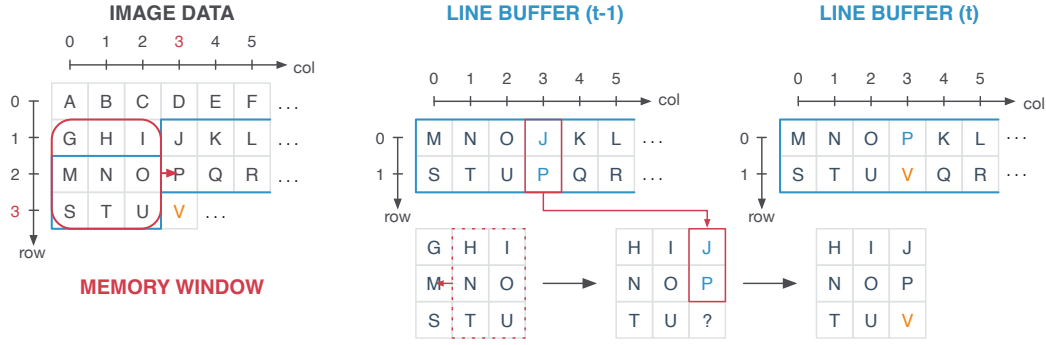 IMAGE DATA
0 1 2 3 4 5
col
0 A B C D E F ...
1 G H I J K L ...
2 M N O P Q R ...
3 S T U V ...
row
MEMORY WINDOW
LINE BUFFER (t-1)
0 1 2 3 4 5
col
0 M N O J K L ...
1 S T U P Q R ...
row
G H I
M N O
S T U
H I J
N O P
T U ?
LINE BUFFER (t)
0 1 2 3 4 5
col
0 M N O P K L ...
1 S T U V Q R ...
row
H I J
N O P
T U V